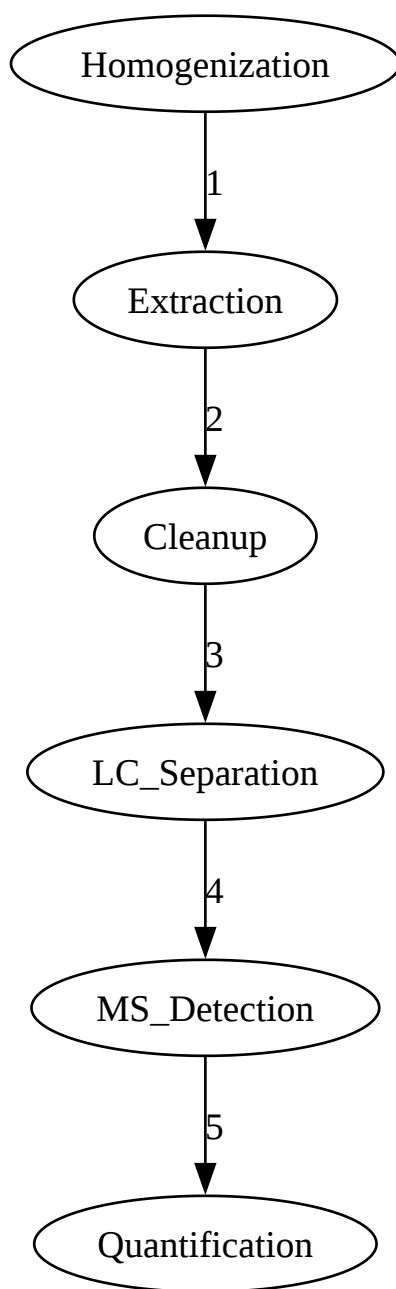 Homogenization
1
Extraction
2
Cleanup
3
LC_Separation
4
MS_Detection
5
Quantification